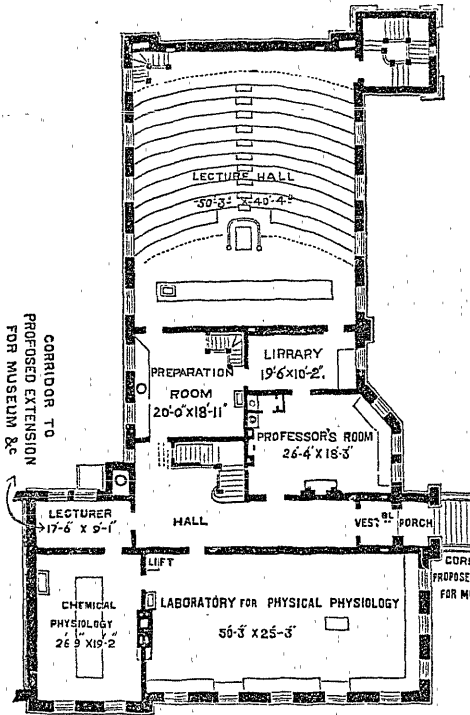 LECTURE HALL
50'-3" X 40'-4"
LIBRARY
19'6"X10'-2".
PREPARATION
ROOM
20'-0"X18'-11"
PROFESSOR'S ROOM
26'-4"X18'-3"
CORRIDOR TO
PROPOSED EXTENSION
FOR MUSEUM &c
LECTURER
17'-6" X 9'-1"
HALL
VESTBL
PORCH
LIFT
CHEMICAL
PHYSIOLOGY
26'9"X19'-2"
LABORATORY FOR PHYSICAL PHYSIOLOGY
50'-3"X25'-3"
CORR
PROPOSE
FOR M